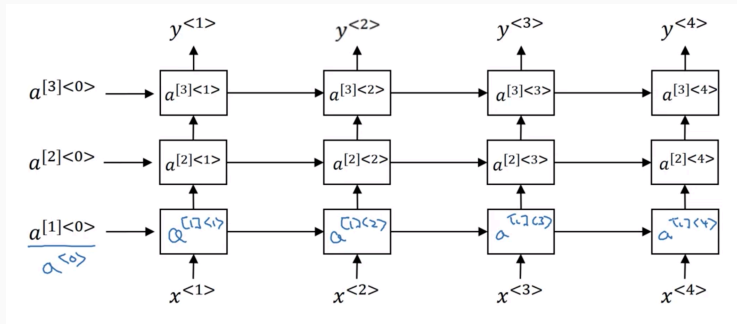 y<1> y<2> y<3> y<4>
a[3]<0> a[3]<1> a[3]<2> a[3]<3> a[3]<4>
a[2]<0> a[2]<1> a[2]<2> a[2]<3> a[2]<4>
a[1]<0> a[1]<1> a[1]<2> a[1]<3> a[1]<4>
a<0>
x<1> x<2> x<3> x<4>